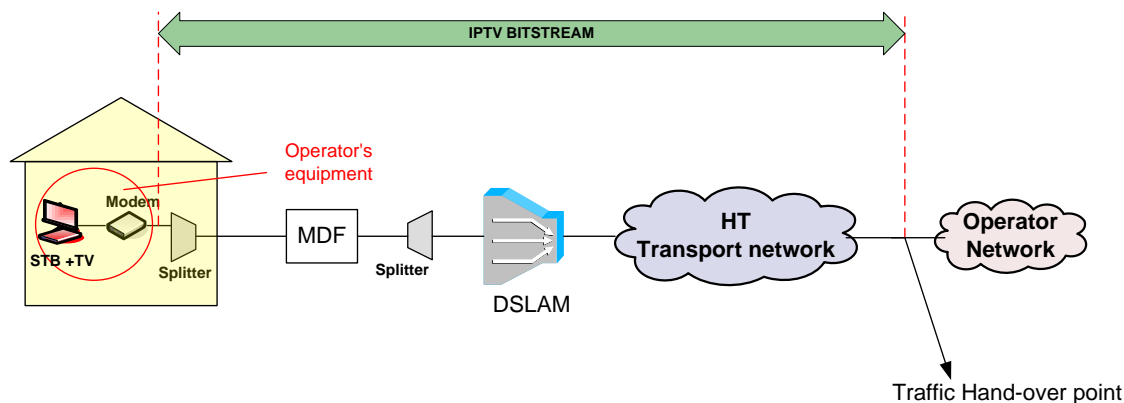 IPTV BITSTREAM
Operator's
equipment
Modem
STB +TV
Splitter
MDF
Splitter
DSLAM
HT
Transport network
Operator
Network
Traffic Hand-over point